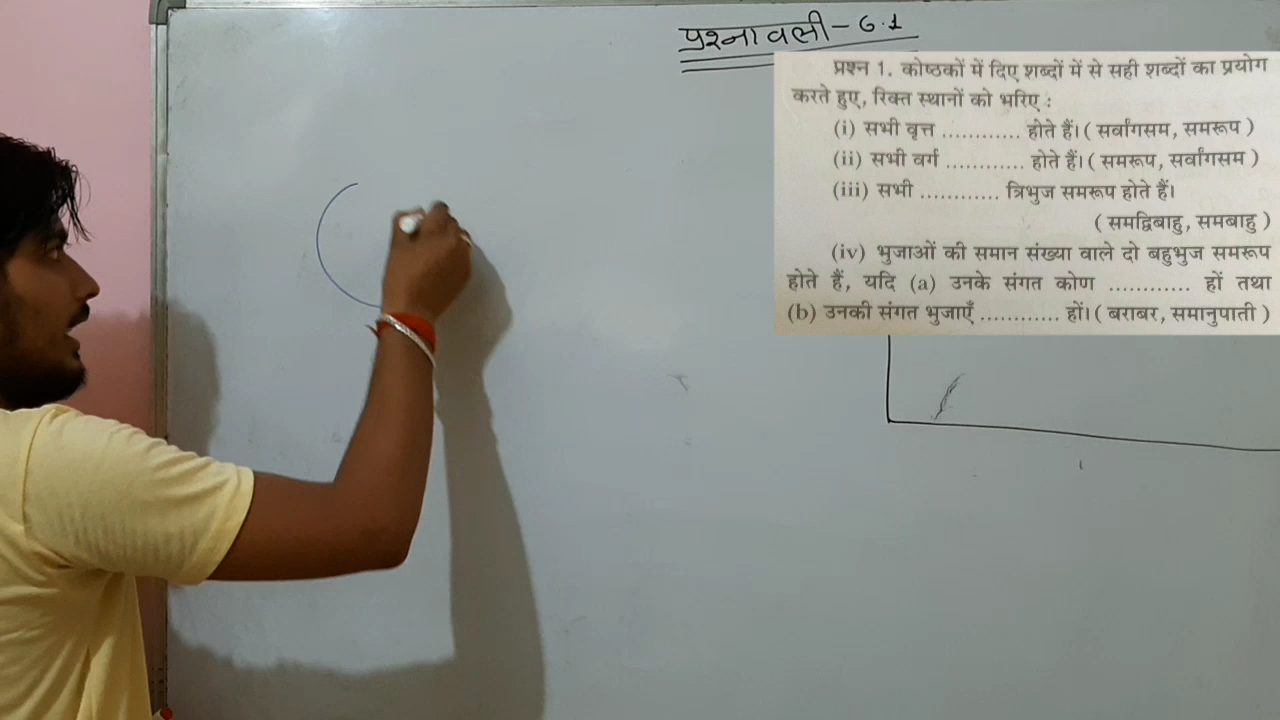 प्रश्नावली - 6.1
प्रश्न 1. कोष्ठकों में दिए शब्दों में से सही शब्दों का प्रयोग
करते हुए, रिक्त स्थानों को भरिए :
(i) सभी वृत्त ............ होते हैं। ( सर्वांगसम, समरूप )
(ii) सभी वर्ग ............ होते हैं। ( समरूप, सर्वांगसम )
(iii) सभी ............ त्रिभुज समरूप होते हैं।
( समद्विबाहु, समबाहु )
(iv) भुजाओं की समान संख्या वाले दो बहुभुज समरूप
होते हैं, यदि (a) उनके संगत कोण ............ हों तथा
(b) उनकी संगत भुजाएँ ............ हों। ( बराबर, समानुपाती )